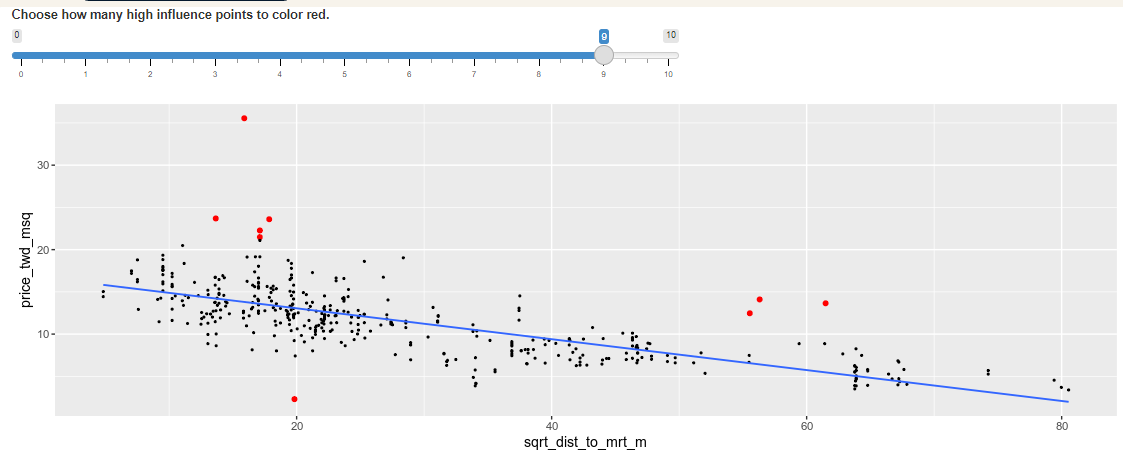 Choose how many high influence points to color red.
0 9 10
0 1 2 3 4 5 6 7 8 9 10
30
20
10
price_twd_msq
20 40 60 80
sqrt_dist_to_mrt_m